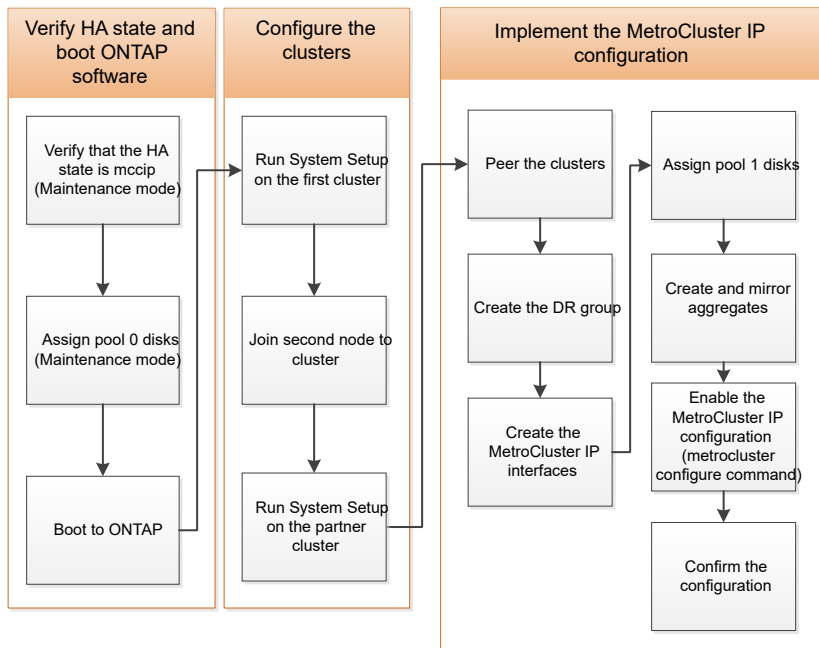 Verify HA state and
boot ONTAP
software
Verify that the HA
state is mccip
(Maintenance mode)
Assign pool 0 disks
(Maintenance mode)
Boot to ONTAP
Configure the
clusters
Run System Setup
on the first cluster
Join second node to
cluster
Run System Setup
on the partner
cluster
Implement the MetroCluster IP
configuration
Peer the clusters
Create the DR group
Create the
MetroCluster IP
interfaces
Assign pool 1 disks
Create and mirror
aggregates
Enable the
MetroCluster IP
configuration
(metrocluster
configure command)
Confirm the
configuration